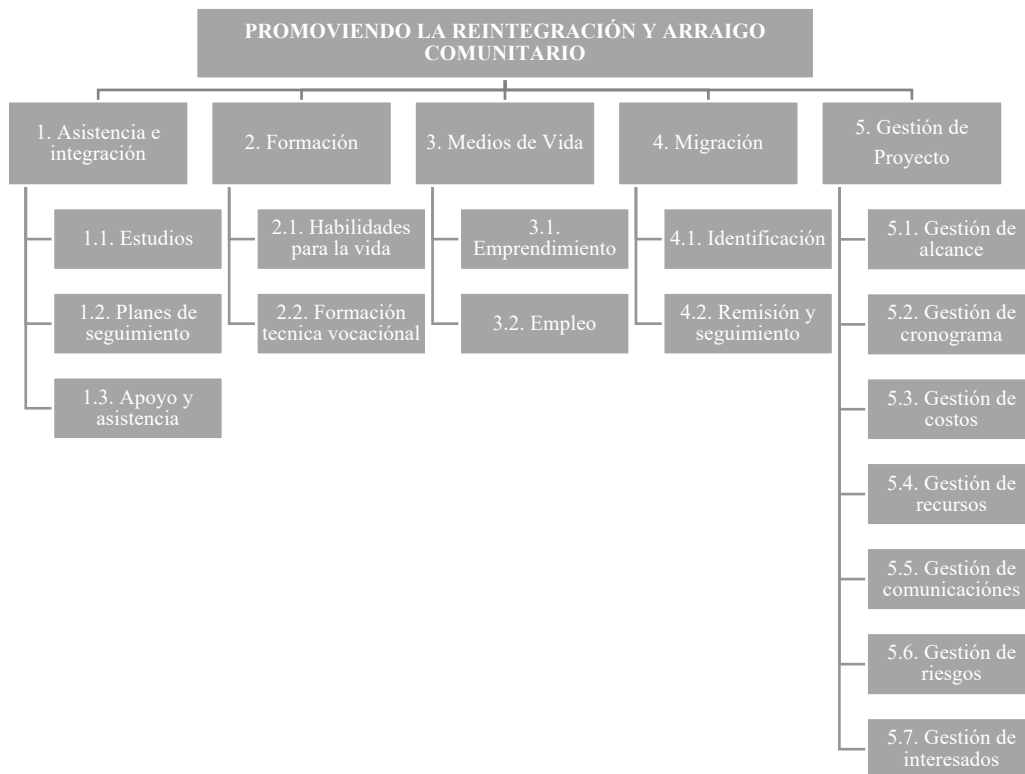 PROMOVIENDO LA REINTEGRACIÓN Y ARRAIGO
COMUNITARIO
1. Asistencia e
integración
1.1. Estudios
1.2. Planes de
seguimiento
1.3. Apoyo y
asistencia
2. Formación
2.1. Habilidades
para la vida
2.2. Formación
tecnica vocaciónal
3. Medios de Vida
3.1.
Emprendimiento
3.2. Empleo
4. Migración
4.1. Identificación
4.2. Remisión y
seguimiento
5. Gestión de
Proyecto
5.1. Gestión de
alcance
5.2. Gestión de
cronograma
5.3. Gestión de
costos
5.4. Gestión de
recursos
5.5. Gestión de
comunicaciónes
5.6. Gestión de
riesgos
5.7. Gestión de
interesados